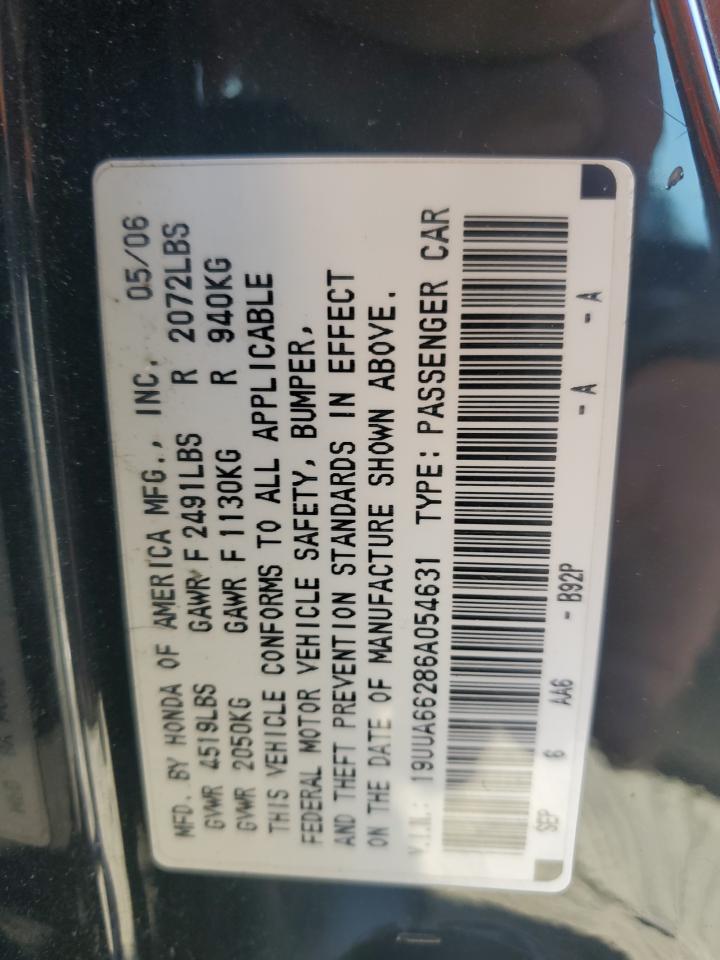 MFD. BY HONDA OF AMERICA MFG., INC. 05/06
GVWR 4519LBS GAWR F 2491LBS R 2072LBS
GVWR 2050KG GAWR F 1130KG R 940KG
THIS VEHICLE CONFORMS TO ALL APPLICABLE
FEDERAL MOTOR VEHICLE SAFETY, BUMPER,
AND THEFT PREVENTION STANDARDS IN EFFECT
ON THE DATE OF MANUFACTURE SHOWN ABOVE.
V.I.N.: 19UUA66286A054631 TYPE: PASSENGER CAR
SEP 6 AA6 - B92P - A - A